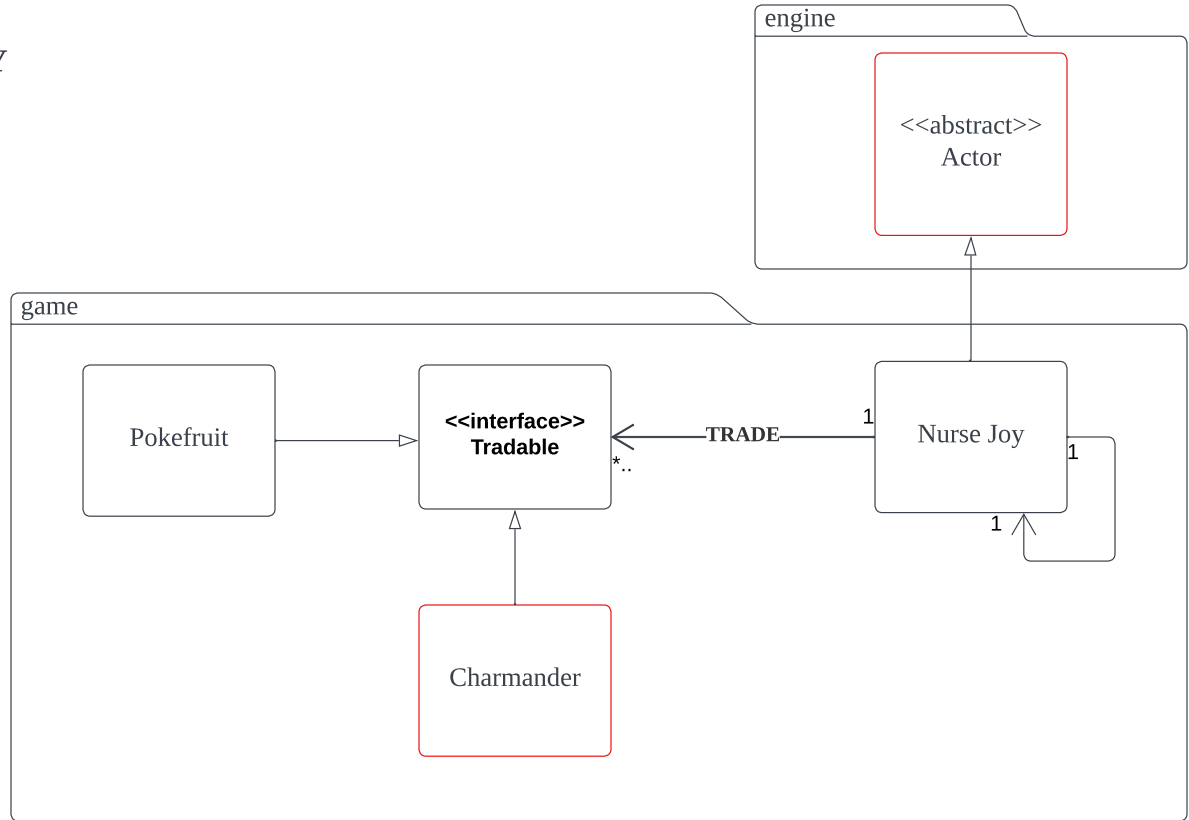 engine
Y
<<abstract>>
Actor
game
<<interface>>
Tradable
Pokefruit
1
TRADE
Nurse Joy
*..
1
1
Charmander